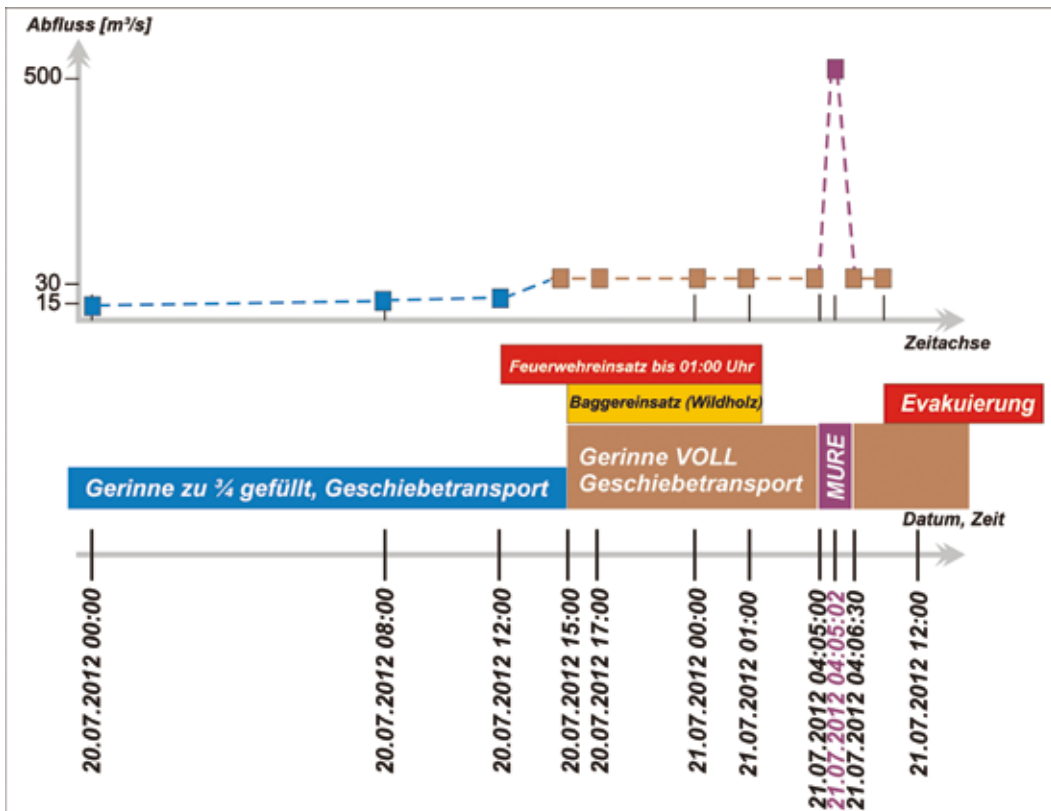 Abfluss [m³/s]
500
30
15
Zeitachse
Feuerwehreinsatz bis 01:00 Uhr
Baggereinsatz (Wildholz)
Evakuierung
Gerinne VOLL
Geschiebetransport
MURE
Gerinne zu ¾ gefüllt, Geschiebetransport
Datum, Zeit
20.07.2012 00:00
20.07.2012 08:00
20.07.2012 12:00
20.07.2012 15:00
20.07.2012 17:00
21.07.2012 00:00
21.07.2012 01:00
21.07.2012 04:05:00
21.07.2012 04:05:02
21.07.2012 04:06:30
21.07.2012 12:00